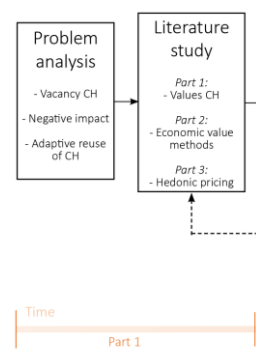 Problem
analysis
- Vacancy CH
- Negative impact
- Adaptive reuse
of CH
Literature
study
Part 1:
- Values CH
Part 2:
- Economic value
methods
Part 3:
- Hedonic pricing
Time
Part 1